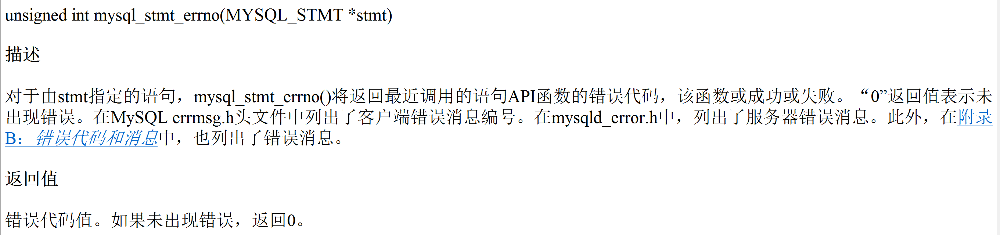 unsigned int mysql_stmt_errno(MYSQL_STMT *stmt)
描述
对于由stmt指定的语句，mysql_stmt_errno()将返回最近调用的语句API函数的错误代码，该函数或成功或失败。“0”返回值表示未
出现错误。在MySQL errmsg.h头文件中列出了客户端错误消息编号。在mysqld_error.h中，列出了服务器错误消息。此外，在附录
B：错误代码和消息中，也列出了错误消息。
返回值
错误代码值。如果未出现错误，返回0。